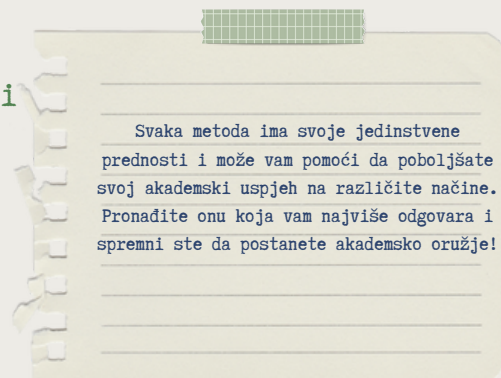 i
Svaka metoda ima svoje jedinstvene
prednosti i može vam pomoći da poboljšate
svoj akademski uspjeh na različite načine.
Pronađite onu koja vam najviše odgovara i
spremni ste da postanete akademsko oružje!